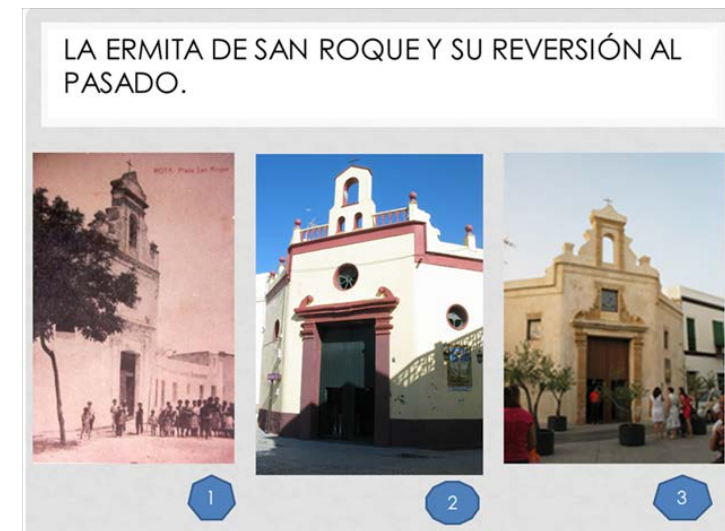 LA ERMITA DE SAN ROQUE Y SU REVERSIÓN AL
PASADO.
ROTA. Plaza San Roque
1
2
3